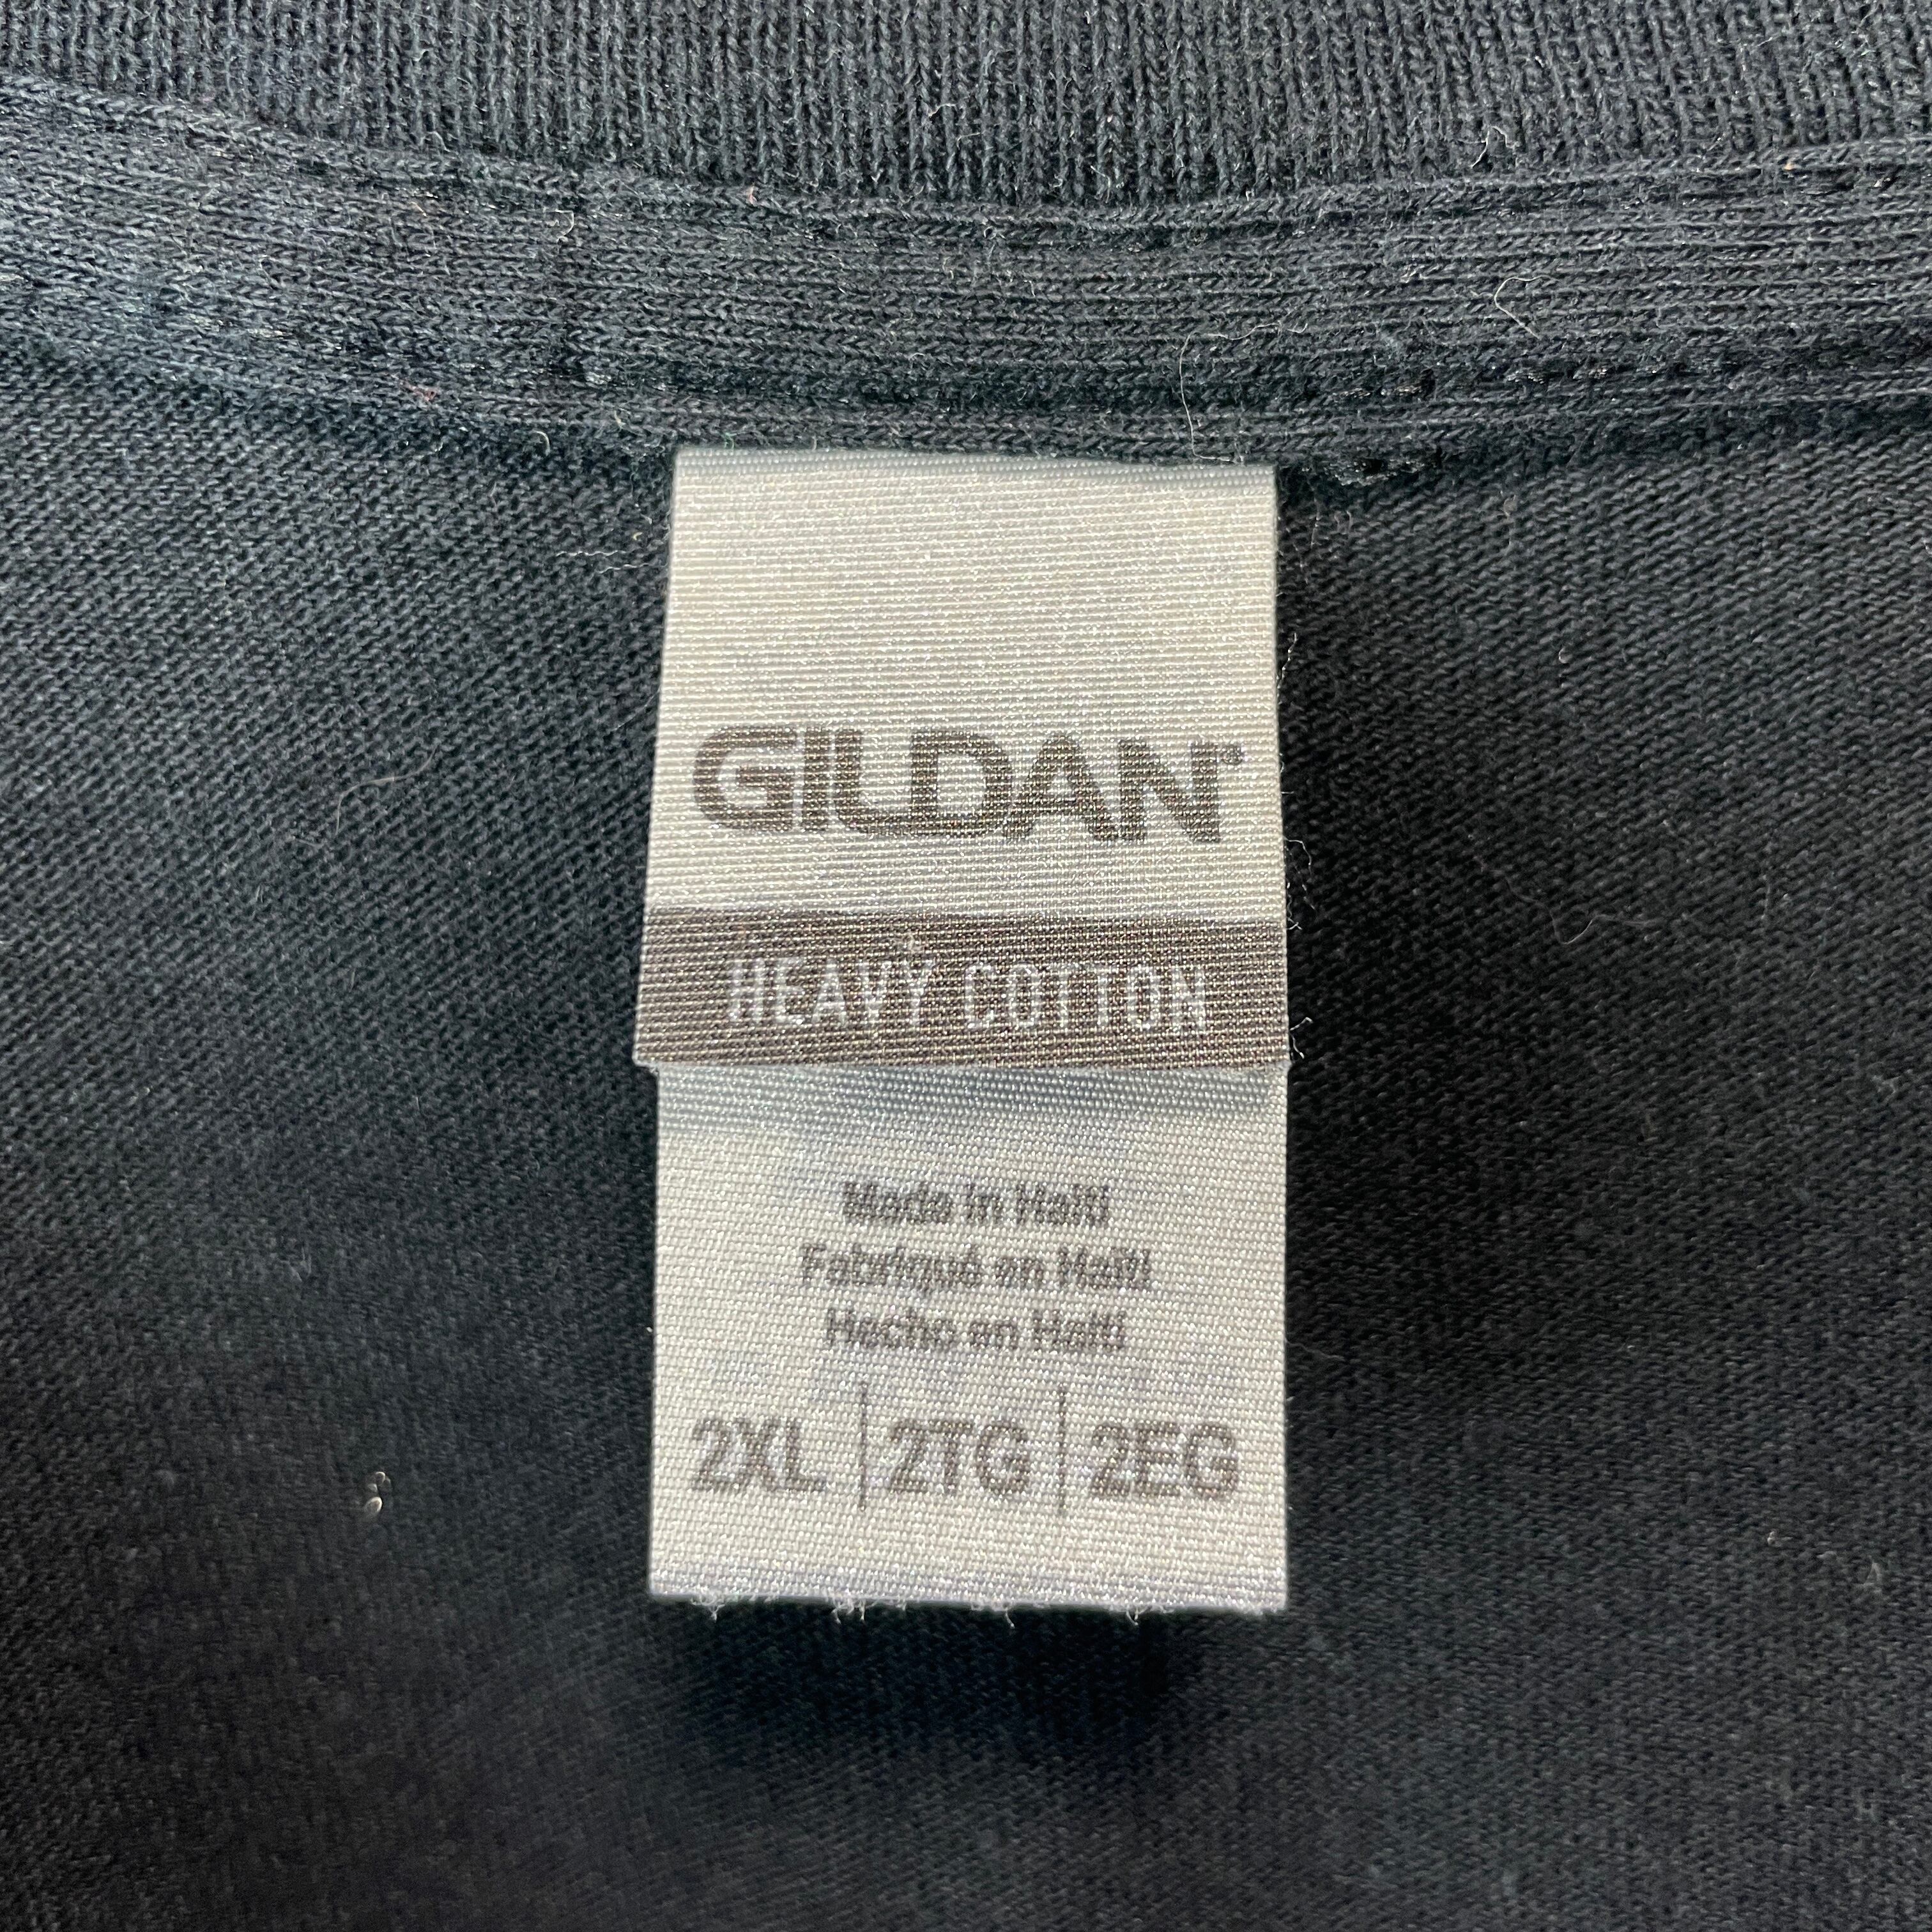 GILDAN®
HEAVY COTTON
Made in Haiti
Fabriqué en Haïti
Hecho en Haití
2XL | 2TG | 2EG